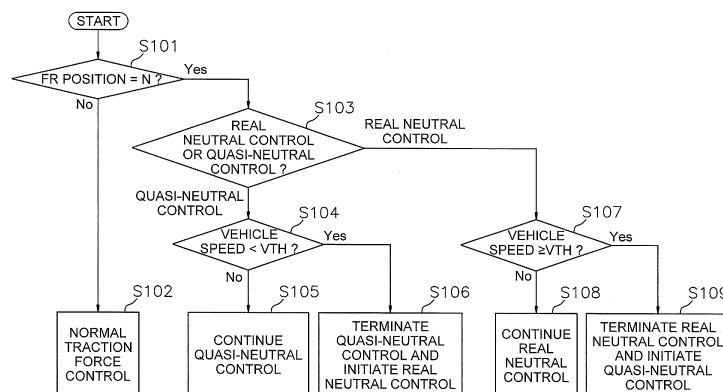 START
S101
FR POSITION = N ?
Yes
No
S103
REAL
NEUTRAL CONTROL
OR QUASI-NEUTRAL
CONTROL ?
REAL NEUTRAL
CONTROL
QUASI-NEUTRAL
CONTROL
S104
VEHICLE
SPEED < VTH ?
Yes
No
S107
VEHICLE
SPEED ≥VTH ?
Yes
No
S102
NORMAL
TRACTION
FORCE
CONTROL
S105
CONTINUE
QUASI-NEUTRAL
CONTROL
S106
TERMINATE
QUASI-NEUTRAL
CONTROL AND
INITIATE REAL
NEUTRAL CONTROL
S108
CONTINUE
REAL
NEUTRAL
CONTROL
S109
TERMINATE REAL
NEUTRAL CONTROL
AND INITIATE
QUASI-NEUTRAL
CONTROL